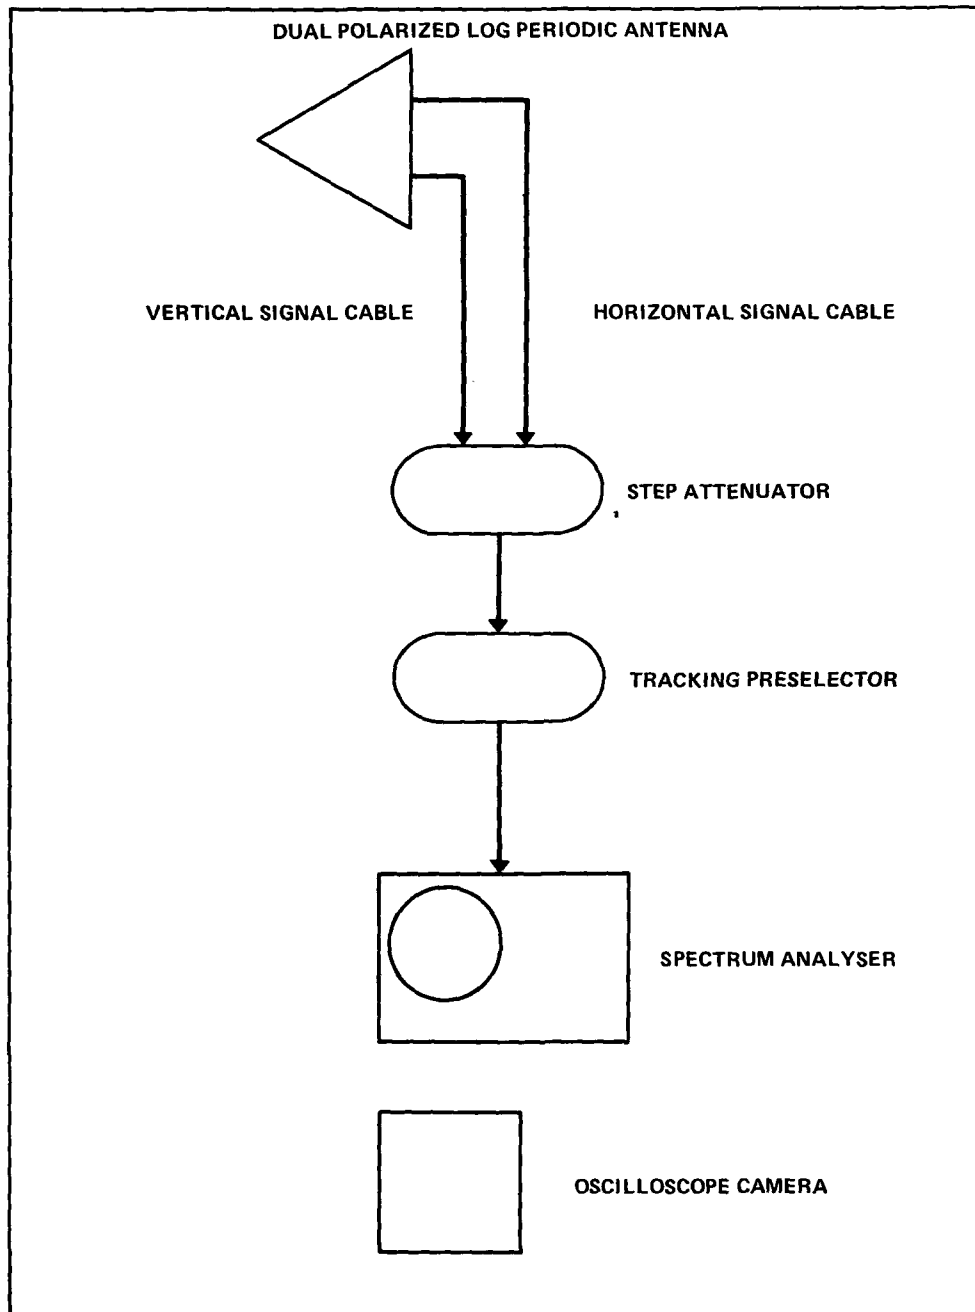 DUAL POLARIZED LOG PERIODIC ANTENNA
VERTICAL SIGNAL CABLE
HORIZONTAL SIGNAL CABLE
STEP ATTENUATOR
TRACKING PRESELECTOR
SPECTRUM ANALYSER
OSCILLOSCOPE CAMERA